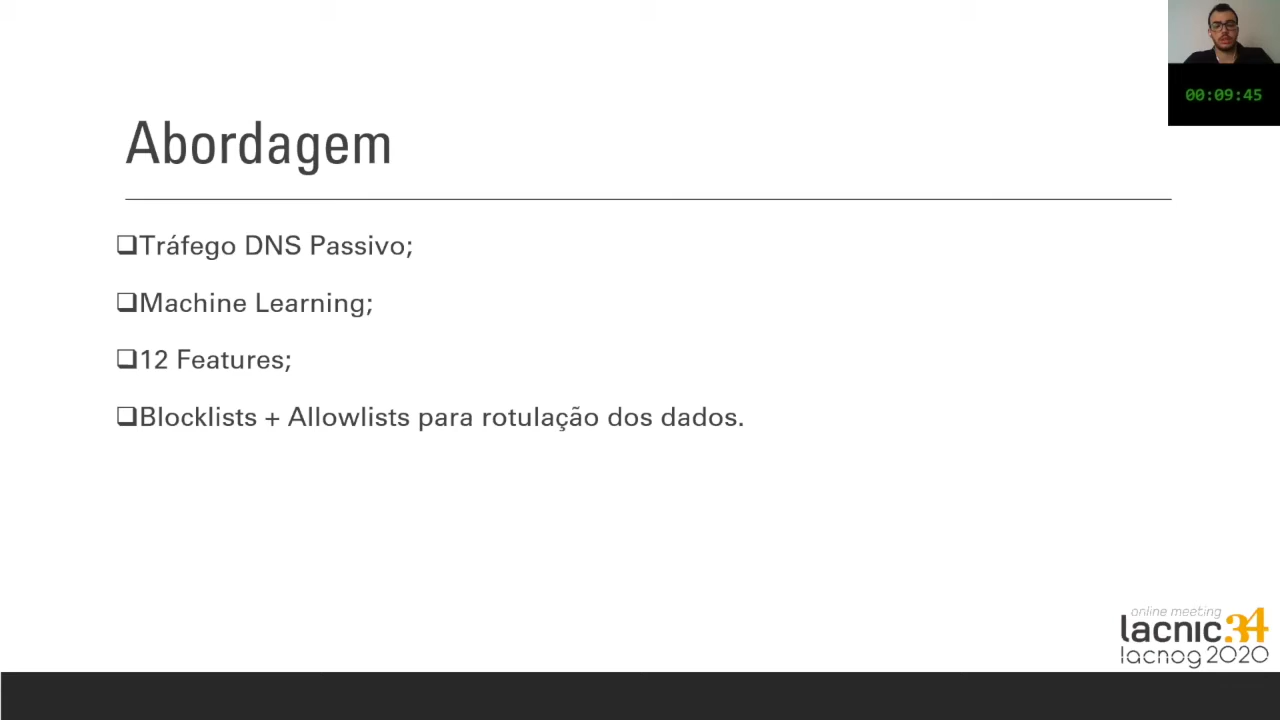 00:09:45
Abordagem
❑Tráfego DNS Passivo;
❑Machine Learning;
❑12 Features;
❑Blocklists + Allowlists para rotulação dos dados.
online meeting
lacnic34
lacnog 2020